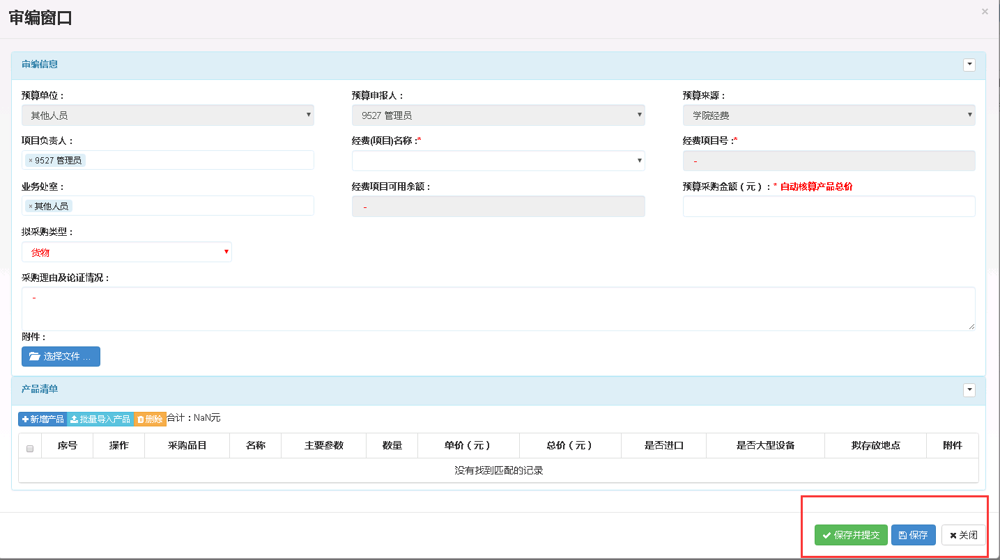 审编窗口
×
审编信息
预算单位：
预算申报人：
预算来源：
其他人员
9527 管理员
学院经费
项目负责人：
经费(项目)名称 :*
经费项目号 :*
× 9527 管理员
-
业务处室：
经费项目可用余额：
预算采购金额（元）: * 自动核算产品总价
× 其他人员
-
拟采购类型：
货物
采购理由及论证情况：
-
附件：
选择文件 ...
产品清单
新增产品 批量导入产品 删除 合计：NaN元
序号 操作 采购品目 名称 主要参数 数量 单价（元） 总价（元） 是否进口 是否大型设备 拟存放地点 附件
没有找到匹配的记录
保存并提交 保存 关闭